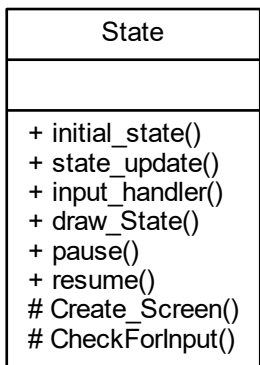 State
+ initial_state()
+ state_update()
+ input_handler()
+ draw_State()
+ pause()
+ resume()
# Create_Screen()
# CheckForInput()